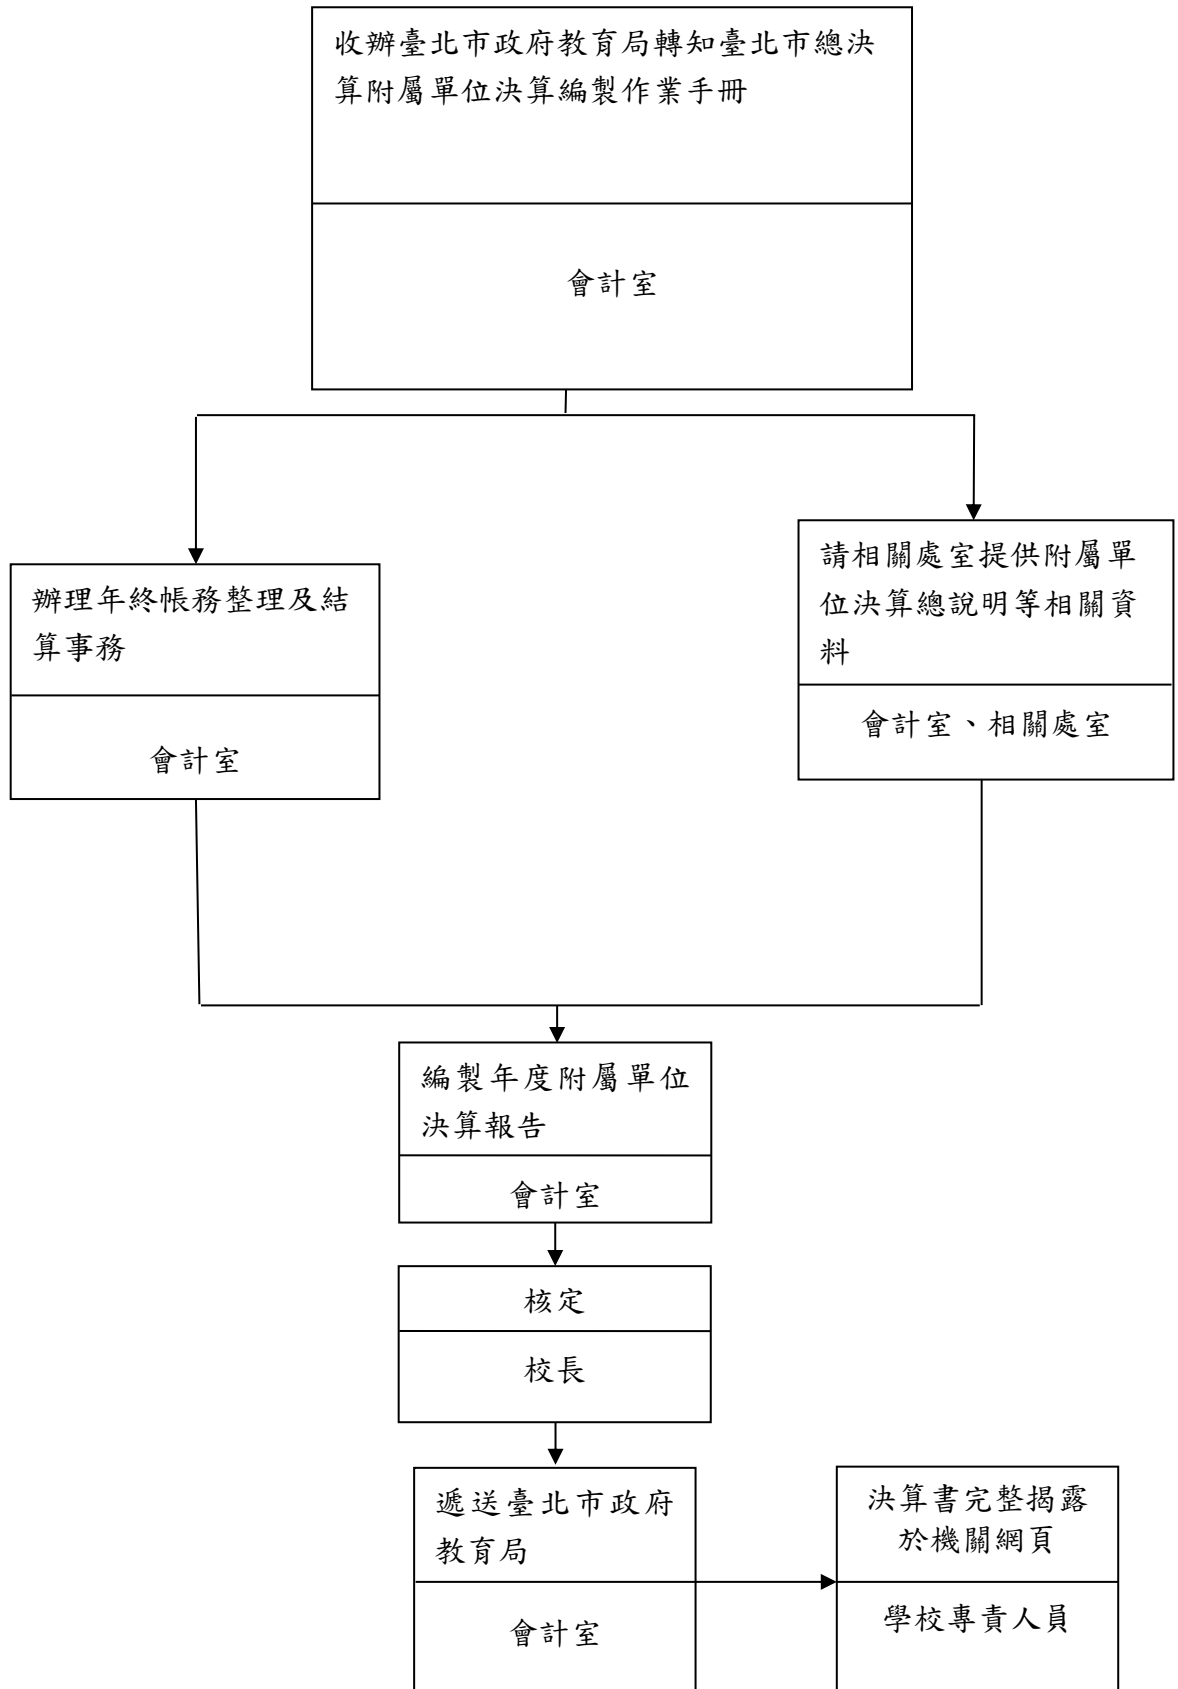 收辦臺北市政府教育局轉知臺北市總決
算附屬單位決算編製作業手冊
會計室
辦理年終帳務整理及結
算事務
會計室
請相關處室提供附屬單
位決算總說明等相關資
料
會計室、相關處室
編製年度附屬單位
決算報告
會計室
核定
校長
遞送臺北市政府
教育局
會計室
決算書完整揭露
於機關網頁
學校專責人員